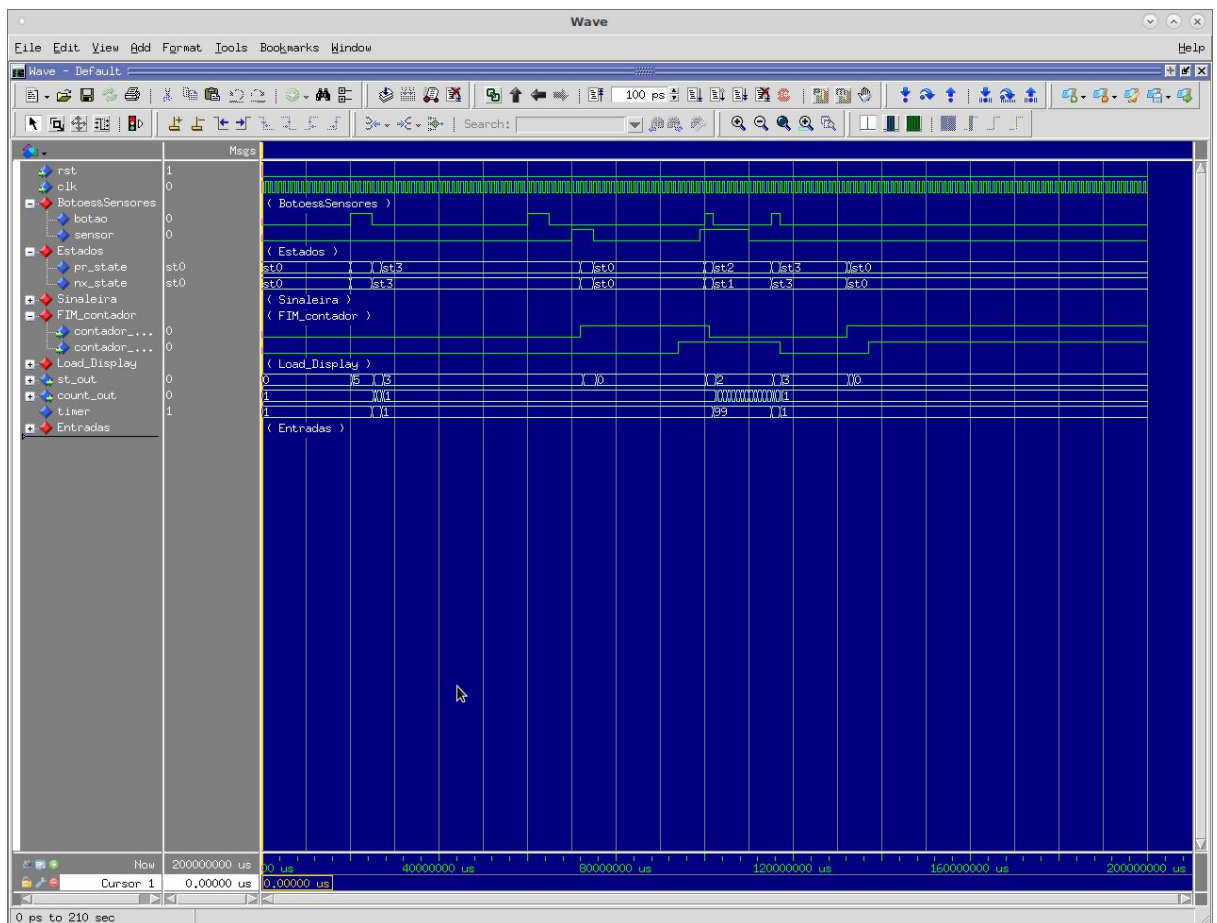 Wave
File Edit View Add Format Tools Bookmarks Window Help
Wave - Default
100 ps
Search:
Msgs
rst 1
clk 0
Botoes&Sensores ( Botoes&Sensores )
botao 0
sensor 0
Estados ( Estados )
pr_state st0 st0 st3 st0 st2 st3 st0
nx_state st0 st0 st3 st0 st1 st3 st0
Sinaleira ( Sinaleira )
FIM_contador ( FIM_contador )
contador_... 0
contador_... 0
Load_Display ( Load_Display )
st_out 0 0 5 3 0 2 3 0
count_out 0 1 1 1
timer 1 1 1 99 1
Entradas ( Entradas )
Now 200000000 us 00 us 40000000 us 80000000 us 120000000 us 160000000 us 200000000 us
Cursor 1 0,00000 us 0,00000 us
0 ps to 210 sec